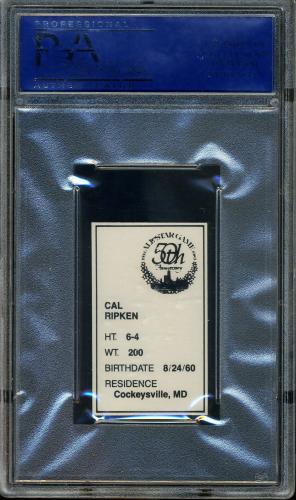 PROFESSIONAL
PSA
ALL-STAR GAME
50th
Anniversary
CAL
RIPKEN
HT. 6-4
WT. 200
BIRTHDATE 8/24/60
RESIDENCE
Cockeysville, MD